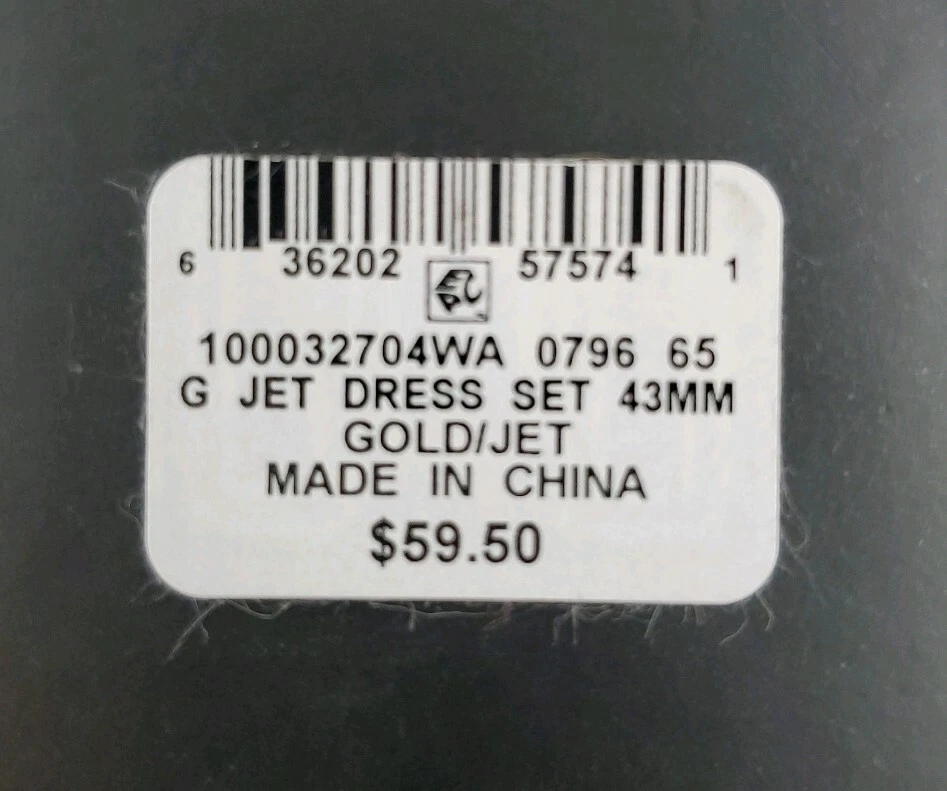 6 36202 57574 1
100032704WA 0796 65
G JET DRESS SET 43MM
GOLD/JET
MADE IN CHINA
$59.50